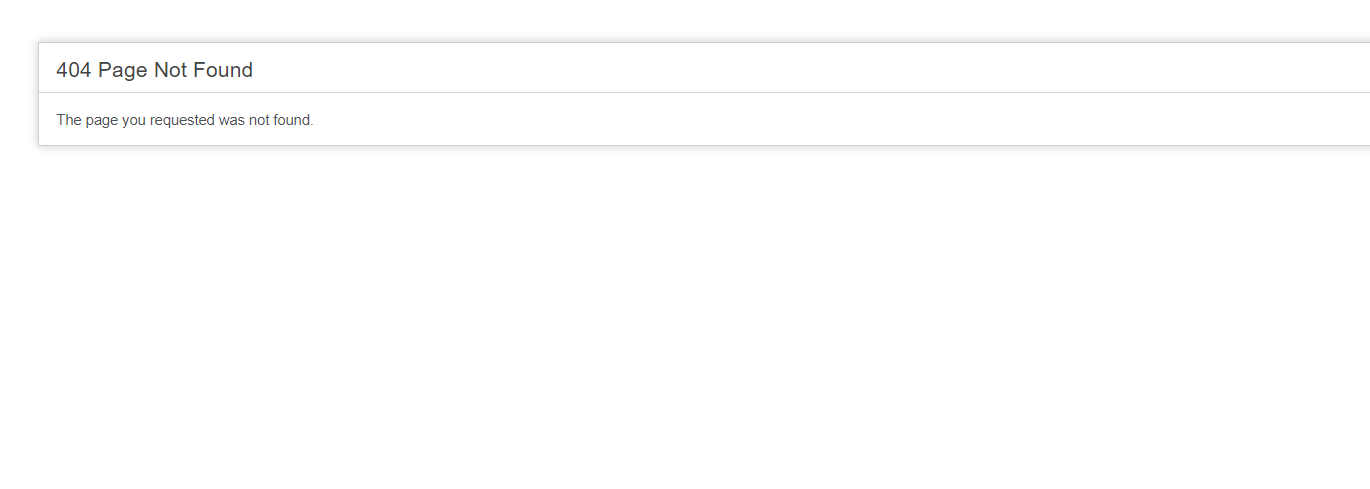 404 Page Not Found
The page you requested was not found.